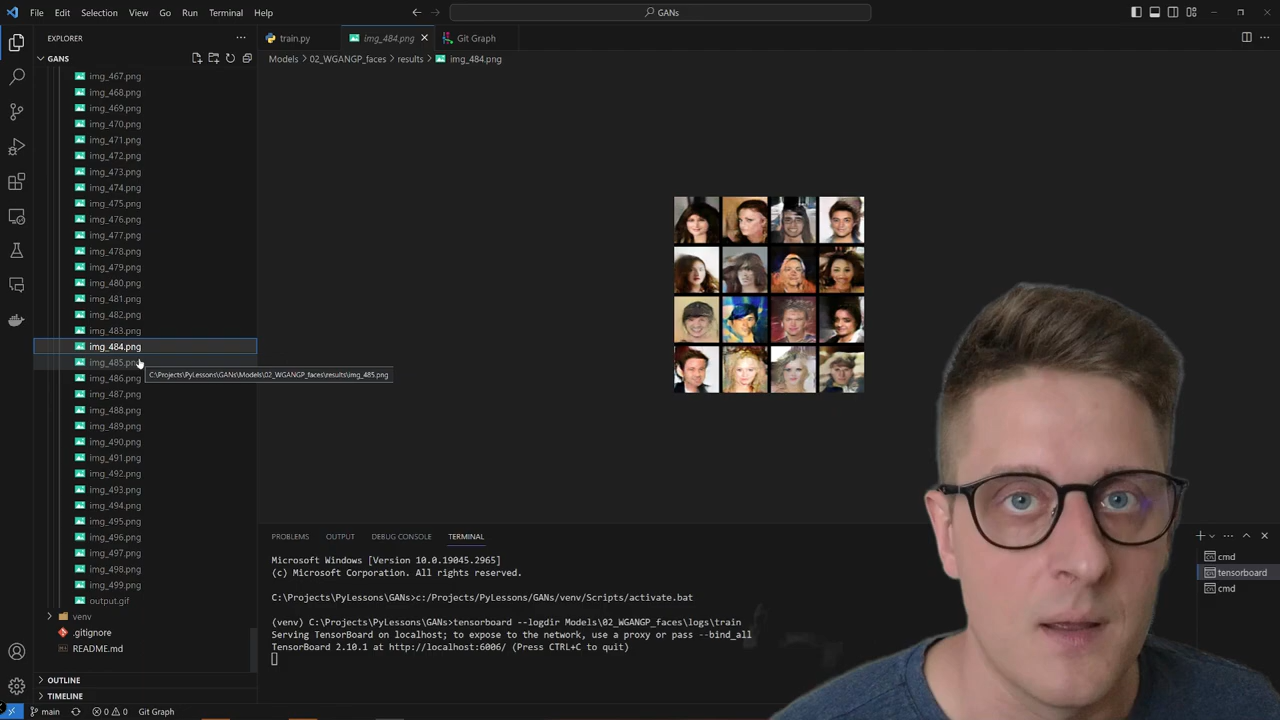 File Edit Selection View Go Run Terminal Help
GANs
EXPLORER
train.py
img_484.png
Git Graph
GANS
Models > 02_WGANGP_faces > results > img_484.png
img_467.png
img_468.png
img_469.png
img_470.png
img_471.png
img_472.png
img_473.png
img_474.png
img_475.png
img_476.png
img_477.png
img_478.png
img_479.png
img_480.png
img_481.png
img_482.png
img_483.png
img_484.png
img_485.png
C:\Projects\PyLessons\GANs\Models\02_WGANGP_faces\results\img_485.png
img_486.png
img_487.png
img_488.png
img_489.png
img_490.png
img_491.png
img_492.png
img_493.png
img_494.png
img_495.png
img_496.png
img_497.png
img_498.png
img_499.png
output.gif
venv
.gitignore
README.md
OUTLINE
TIMELINE
PROBLEMS OUTPUT DEBUG CONSOLE TERMINAL
Microsoft Windows [Version 10.0.19045.2965]
(c) Microsoft Corporation. All rights reserved.
C:\Projects\PyLessons\GANs>c:/Projects/PyLessons/GANs/venv/Scripts/activate.bat
(venv) C:\Projects\PyLessons\GANs>tensorboard --logdir Models\02_WGANGP_faces\logs\train
Serving TensorBoard on localhost; to expose to the network, use a proxy or pass --bind_all
TensorBoard 2.10.1 at http://localhost:6006/ (Press CTRL+C to quit)
cmd
tensorboard
cmd
main
0
0
Git Graph